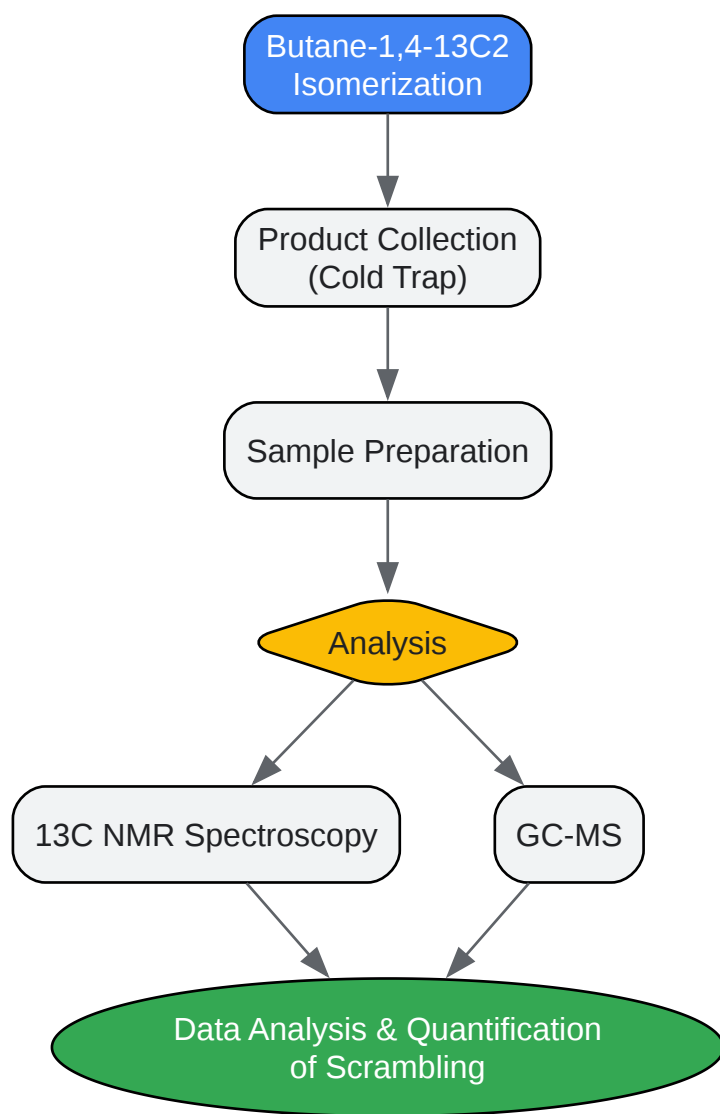 Butane-1,4-13C2
Isomerization
Product Collection
(Cold Trap)
Sample Preparation
Analysis
13C NMR Spectroscopy
GC-MS
Data Analysis & Quantification
of Scrambling